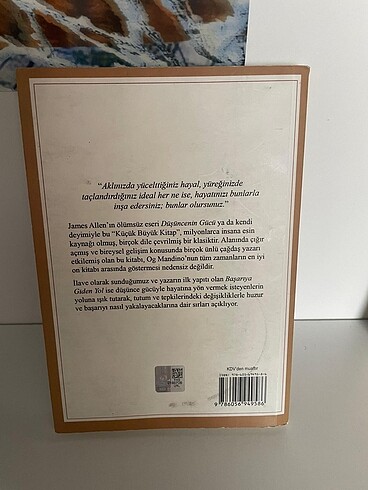 “Aklınızda yücelttiğiniz hayal, yüreğinizde
taçlandırdığınız ideal her ne ise, hayatınızı bunlarla
inşa edersiniz; bunlar olursunuz.”
James Allen’ın ölümsüz eseri Düşüncenin Gücü ya da kendi
deyimiyle bu “Küçük Büyük Kitap”, milyonlarca insana esin
kaynağı olmuş, birçok dile çevrilmiş bir klasiktir. Alanında çığır
açmış ve bireysel gelişim konusunda birçok ünlü çağdaş yazarı
etkilemiş olan bu kitabı, Og Mandino’nun tüm zamanların en iyi
on kitabı arasında göstermesi nedensiz değildir.
İlave olarak sunduğumuz ve yazarın ilk yapıtı olan Başarıya
Giden Yol ise düşünce gücüyle hayatına yön vermek isteyenlerin
yoluna ışık tutarak, tutum ve tepkilerindeki değişikliklerle huzur
ve başarıyı nasıl yakalayacaklarına dair sırları açıklıyor.
KDV'den muaftır
9 786056 949586